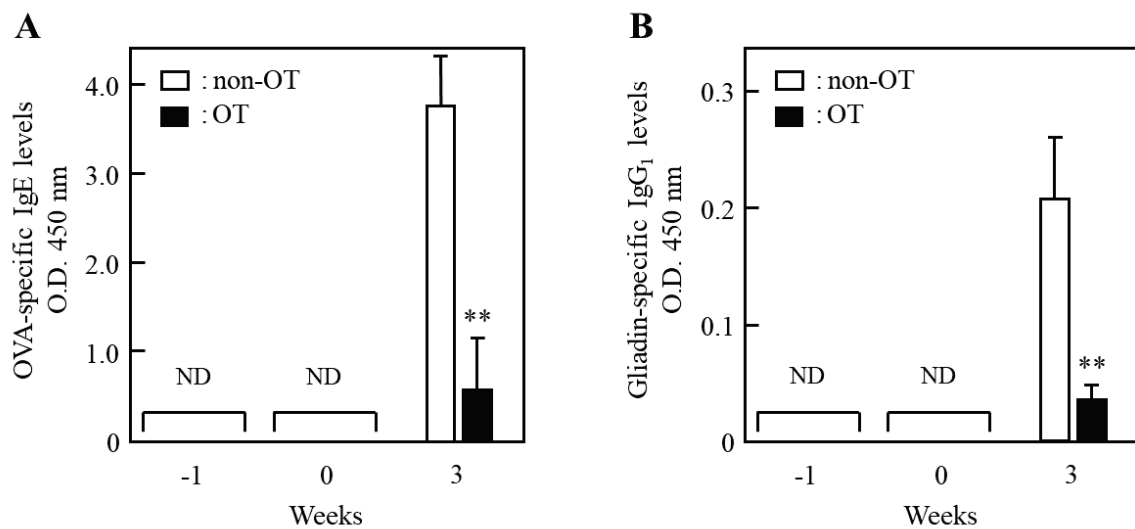 A
OVA-specific IgE levels
O.D. 450 nm
: non-OT
: OT
4.0
3.0
2.0
1.0
0
ND
ND
**
-1
0
3
Weeks
B
Gliadin-specific IgG₁ levels
O.D. 450 nm
: non-OT
: OT
0.3
0.2
0.1
0
ND
ND
**
-1
0
3
Weeks